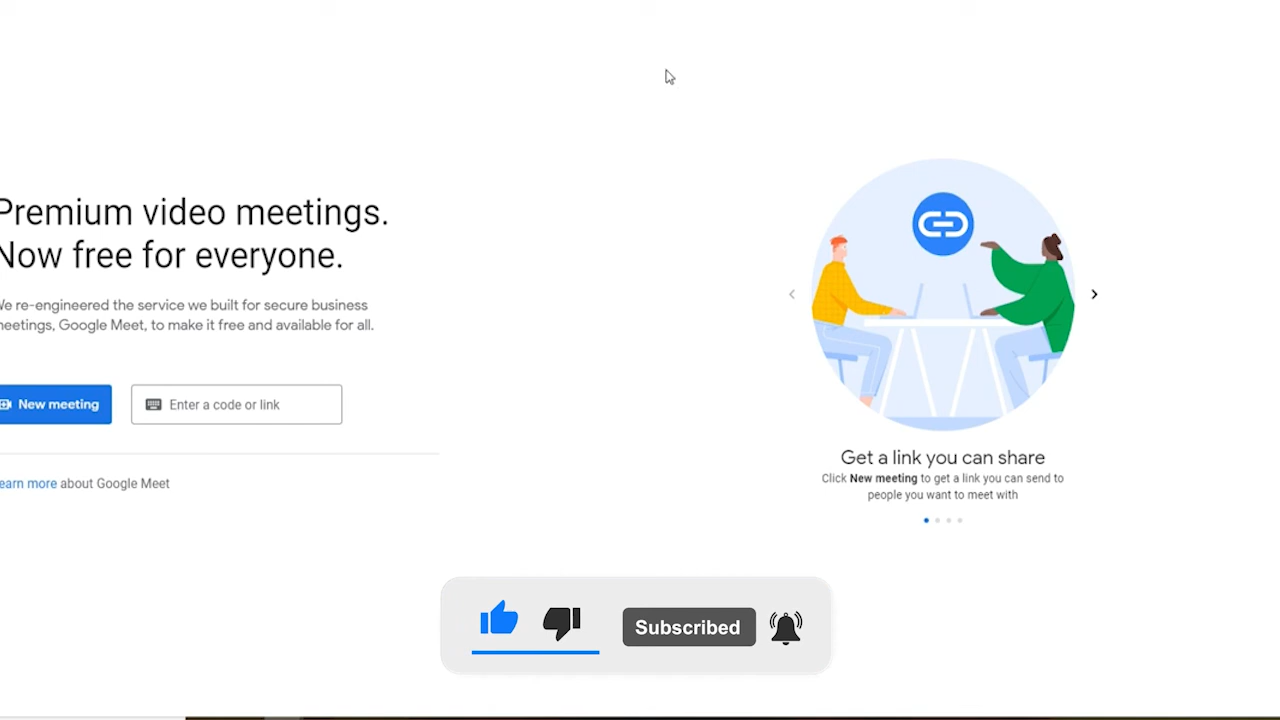 Premium video meetings.
Now free for everyone.
We re-engineered the service we built for secure business
meetings, Google Meet, to make it free and available for all.
New meeting
Enter a code or link
earn more about Google Meet
Get a link you can share
Click New meeting to get a link you can send to
people you want to meet with
Subscribed